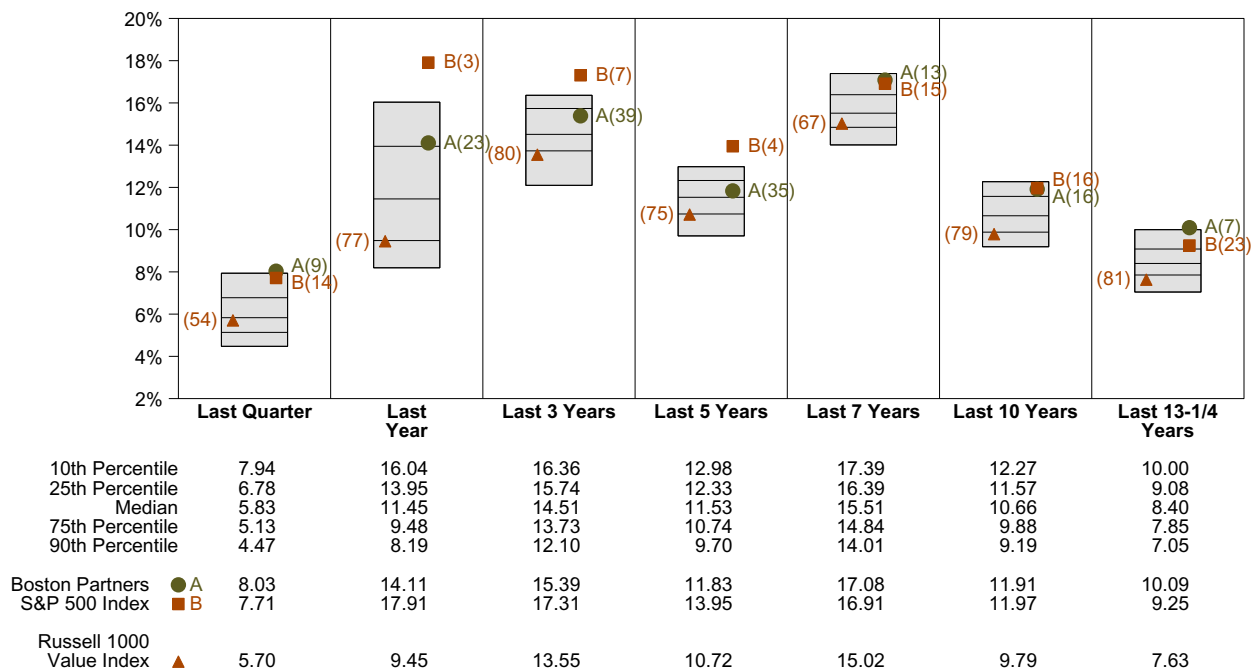 20%
18%
16%
14%
12%
10%
8%
6%
4%
2%
A(9)
B(14)
(54)
B(3)
A(23)
(77)
B(7)
A(39)
(80)
B(4)
A(35)
(75)
A(13)
B(15)
(67)
B(16)
A(16)
(79)
A(7)
B(23)
(81)
Last Quarter Last Year Last 3 Years Last 5 Years Last 7 Years Last 10 Years Last 13-1/4 Years
10th Percentile 7.94 16.04 16.36 12.98 17.39 12.27 10.00
25th Percentile 6.78 13.95 15.74 12.33 16.39 11.57 9.08
Median 5.83 11.45 14.51 11.53 15.51 10.66 8.40
75th Percentile 5.13 9.48 13.73 10.74 14.84 9.88 7.85
90th Percentile 4.47 8.19 12.10 9.70 14.01 9.19 7.05
Boston Partners A 8.03 14.11 15.39 11.83 17.08 11.91 10.09
S&P 500 Index B 7.71 17.91 17.31 13.95 16.91 11.97 9.25
Russell 1000
Value Index 5.70 9.45 13.55 10.72 15.02 9.79 7.63